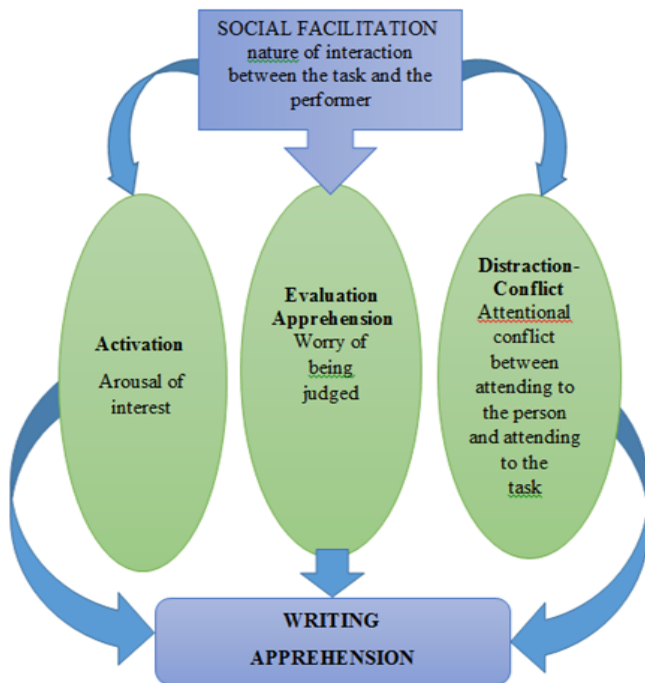 SOCIAL FACILITATION
nature of interaction
between the task and the
performer
Activation
Arousal of
interest
Evaluation
Apprehension
Worry of
being
judged
Distraction-
Conflict
Attentional
conflict
between
attending to
the person
and attending
to the
task
WRITING
APPREHENSION